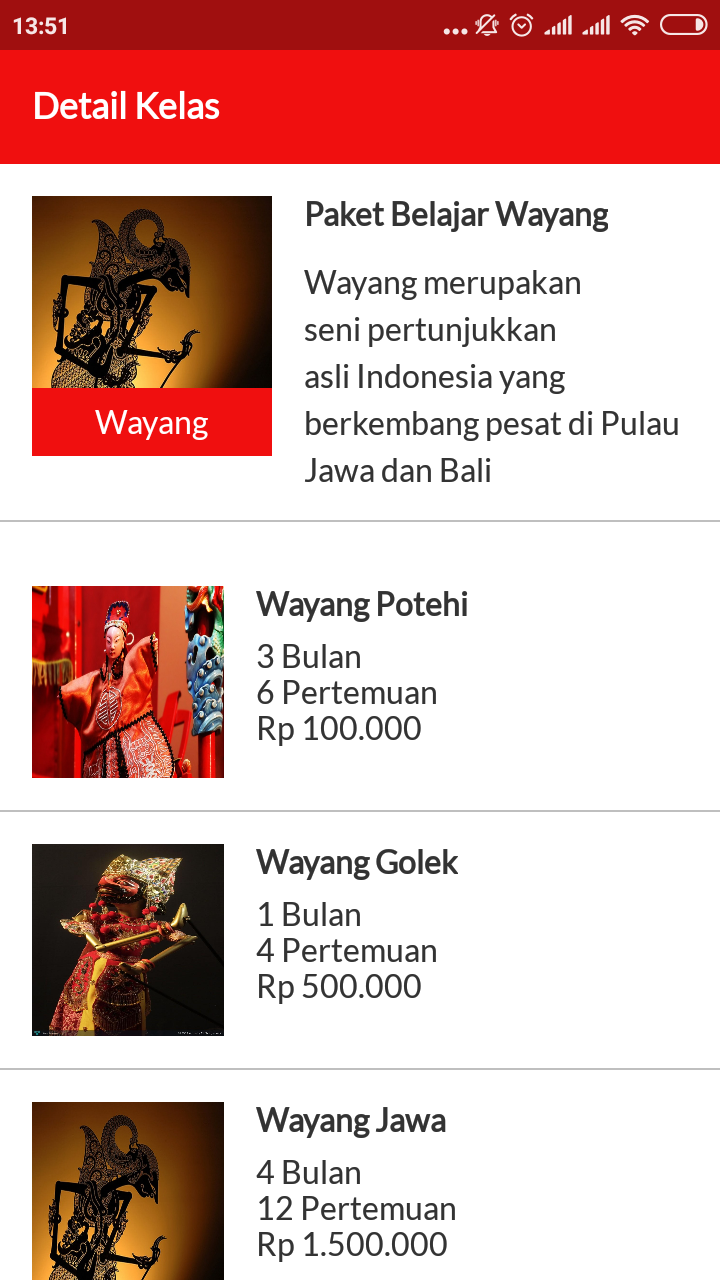 13:51
Detail Kelas
Wayang
Paket Belajar Wayang
Wayang merupakan
seni pertunjukkan
asli Indonesia yang
berkembang pesat di Pulau
Jawa dan Bali
Wayang Potehi
3 Bulan
6 Pertemuan
Rp 100.000
Wayang Golek
1 Bulan
4 Pertemuan
Rp 500.000
Wayang Jawa
4 Bulan
12 Pertemuan
Rp 1.500.000